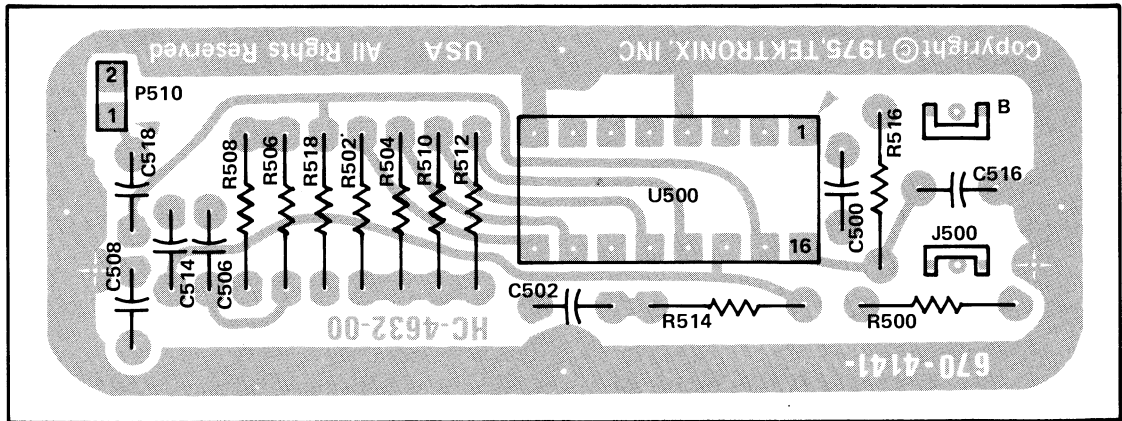 Copyright © 1975, TEKTRONIX, INC USA All Rights Reserved
2
P510
1
C518
R508
R506
R518
R502
R504
R510
R512
1
U500
16
C500
R516
B
C516
J500
C508
C514
C506
C502
R514
R500
HC-4632-00
670-4141-